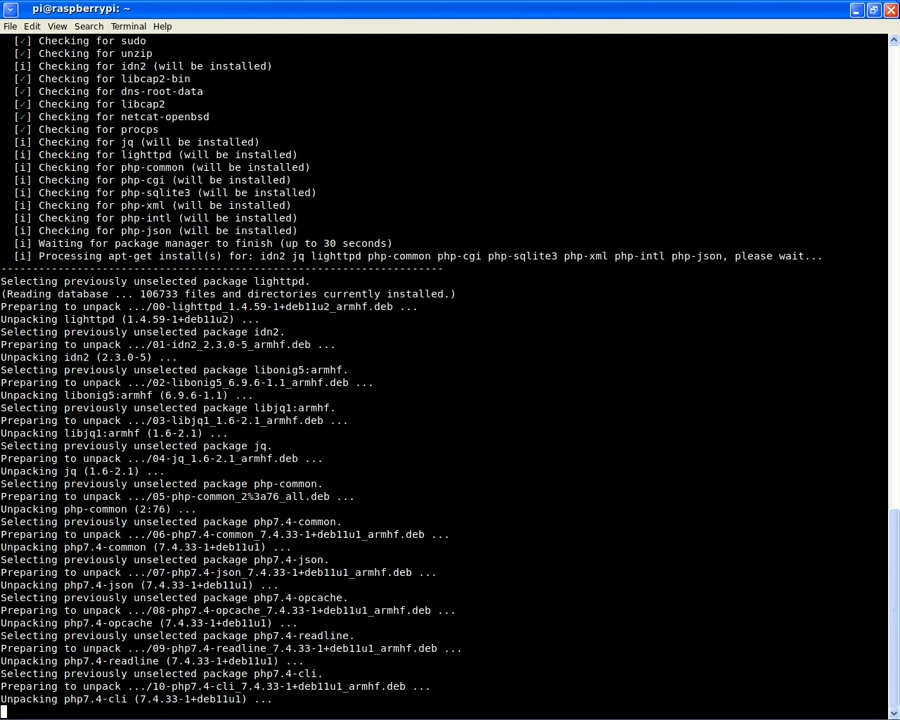 pi@raspberrypi: ~
File Edit View Search Terminal Help
[✓] Checking for sudo
[✓] Checking for unzip
[i] Checking for idn2 (will be installed)
[✓] Checking for libcap2-bin
[✓] Checking for dns-root-data
[✓] Checking for libcap2
[✓] Checking for netcat-openbsd
[✓] Checking for procps
[i] Checking for jq (will be installed)
[i] Checking for lighttpd (will be installed)
[i] Checking for php-common (will be installed)
[i] Checking for php-cgi (will be installed)
[i] Checking for php-sqlite3 (will be installed)
[i] Checking for php-xml (will be installed)
[i] Checking for php-intl (will be installed)
[i] Checking for php-json (will be installed)
[i] Waiting for package manager to finish (up to 30 seconds)
[i] Processing apt-get install(s) for: idn2 jq lighttpd php-common php-cgi php-sqlite3 php-xml php-intl php-json, please wait...
----------------------------------------------------------------------
Selecting previously unselected package lighttpd.
(Reading database ... 106733 files and directories currently installed.)
Preparing to unpack .../00-lighttpd_1.4.59-1+deb11u2_armhf.deb ...
Unpacking lighttpd (1.4.59-1+deb11u2) ...
Selecting previously unselected package idn2.
Preparing to unpack .../01-idn2_2.3.0-5_armhf.deb ...
Unpacking idn2 (2.3.0-5) ...
Selecting previously unselected package libonig5:armhf.
Preparing to unpack .../02-libonig5_6.9.6-1.1_armhf.deb ...
Unpacking libonig5:armhf (6.9.6-1.1) ...
Selecting previously unselected package libjq1:armhf.
Preparing to unpack .../03-libjq1_1.6-2.1_armhf.deb ...
Unpacking libjq1:armhf (1.6-2.1) ...
Selecting previously unselected package jq.
Preparing to unpack .../04-jq_1.6-2.1_armhf.deb ...
Unpacking jq (1.6-2.1) ...
Selecting previously unselected package php-common.
Preparing to unpack .../05-php-common_2%3a76_all.deb ...
Unpacking php-common (2:76) ...
Selecting previously unselected package php7.4-common.
Preparing to unpack .../06-php7.4-common_7.4.33-1+deb11u1_armhf.deb ...
Unpacking php7.4-common (7.4.33-1+deb11u1) ...
Selecting previously unselected package php7.4-json.
Preparing to unpack .../07-php7.4-json_7.4.33-1+deb11u1_armhf.deb ...
Unpacking php7.4-json (7.4.33-1+deb11u1) ...
Selecting previously unselected package php7.4-opcache.
Preparing to unpack .../08-php7.4-opcache_7.4.33-1+deb11u1_armhf.deb ...
Unpacking php7.4-opcache (7.4.33-1+deb11u1) ...
Selecting previously unselected package php7.4-readline.
Preparing to unpack .../09-php7.4-readline_7.4.33-1+deb11u1_armhf.deb ...
Unpacking php7.4-readline (7.4.33-1+deb11u1) ...
Selecting previously unselected package php7.4-cli.
Preparing to unpack .../10-php7.4-cli_7.4.33-1+deb11u1_armhf.deb ...
Unpacking php7.4-cli (7.4.33-1+deb11u1) ...